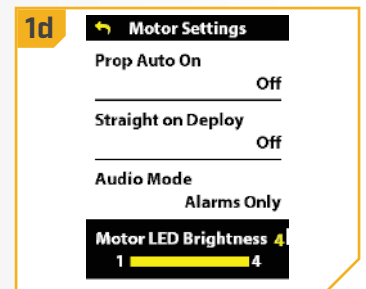 1d
Motor Settings
Prop Auto On
Off
Straight on Deploy
Off
Audio Mode
Alarms Only
Motor LED Brightness 4
1 4